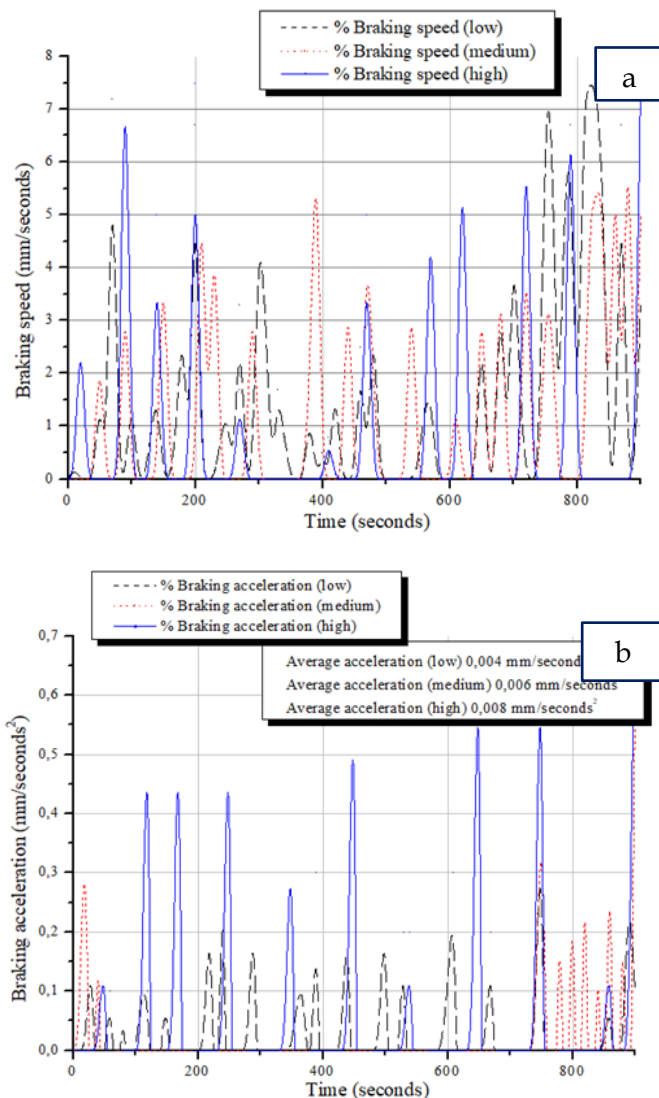 % Braking speed (low)
% Braking speed (medium)
% Braking speed (high)
a
8
7
6
5
4
3
2
1
0
Braking speed (mm/seconds)
0 200 400 600 800
Time (seconds)
% Braking acceleration (low)
% Braking acceleration (medium)
% Braking acceleration (high)
b
Average acceleration (low) 0,004 mm/second
Average acceleration (medium) 0,006 mm/seconds
Average acceleration (high) 0,008 mm/seconds²
0,7
0,6
0,5
0,4
0,3
0,2
0,1
0,0
Braking acceleration (mm/seconds²)
0 200 400 600 800
Time (seconds)